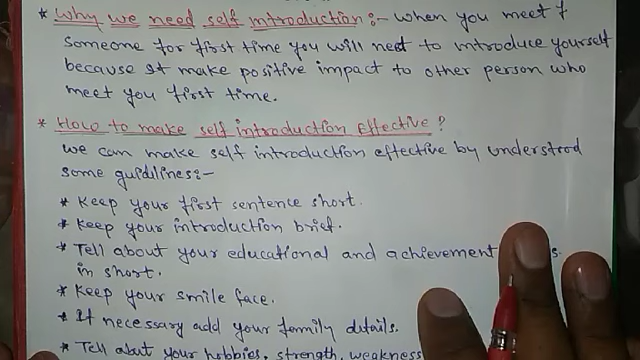 * Why we need self introduction :- When you meet
someone for first time you will need to introduce yourself
because It make positive impact to other person who
meet you first time.
* How to make self introduction Effective?
We can make self introduction effective by understood
some guidlines:-
* Keep your first sentence short.
* Keep your introduction brief.
* Tell about your educational and achievement
in short.
* Keep your smile face.
* If necessary add your family details.
* Tell about your hobbies, strength, weakness